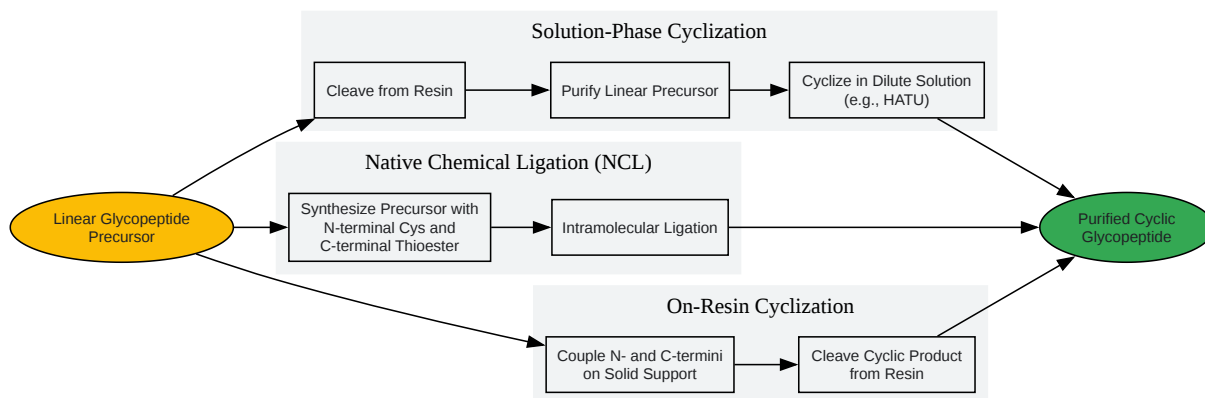 Solution-Phase Cyclization
Cleave from Resin
Purify Linear Precursor
Cyclize in Dilute Solution
(e.g., HATU)
Native Chemical Ligation (NCL)
Linear Glycopeptide
Precursor
Synthesize Precursor with
N-terminal Cys and
C-terminal Thioester
Intramolecular Ligation
Purified Cyclic
Glycopeptide
On-Resin Cyclization
Couple N- and C-termini
on Solid Support
Cleave Cyclic Product
from Resin